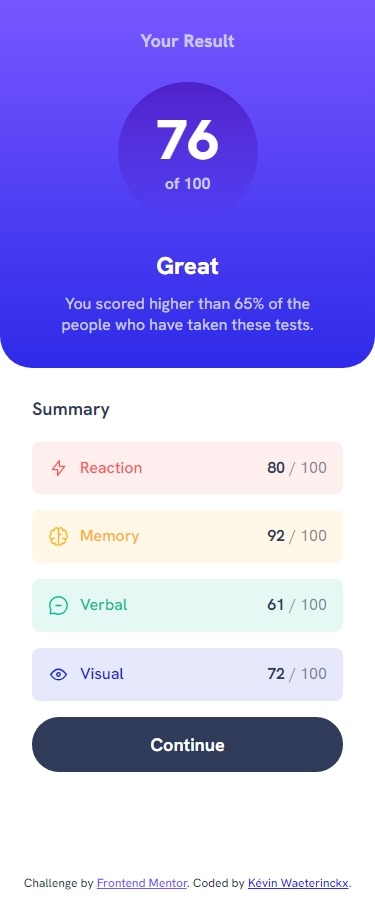 Your Result
76
of 100
Great
You scored higher than 65% of the
people who have taken these tests.
Summary
Reaction 80 / 100
Memory 92 / 100
Verbal 61 / 100
Visual 72 / 100
Continue
Challenge by Frontend Mentor. Coded by Kévin Waeterinckx.